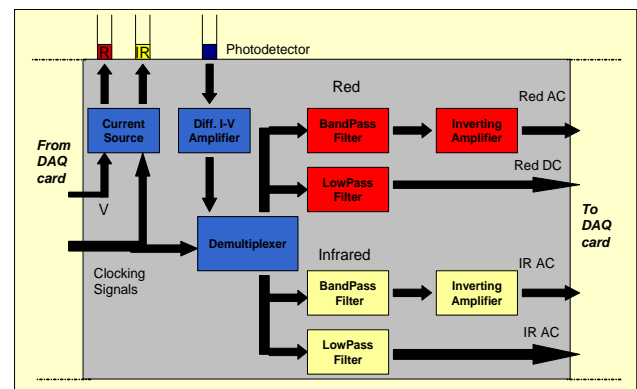 R
IR
Photodetector
Red
Red AC
Current
Source
Diff. I-V
Amplifier
BandPass
Filter
Inverting
Amplifier
From
DAQ
card
Red DC
LowPass
Filter
V
To
DAQ
card
Demultiplexer
Infrared
Clocking
Signals
IR AC
BandPass
Filter
Inverting
Amplifier
IR AC
LowPass
Filter